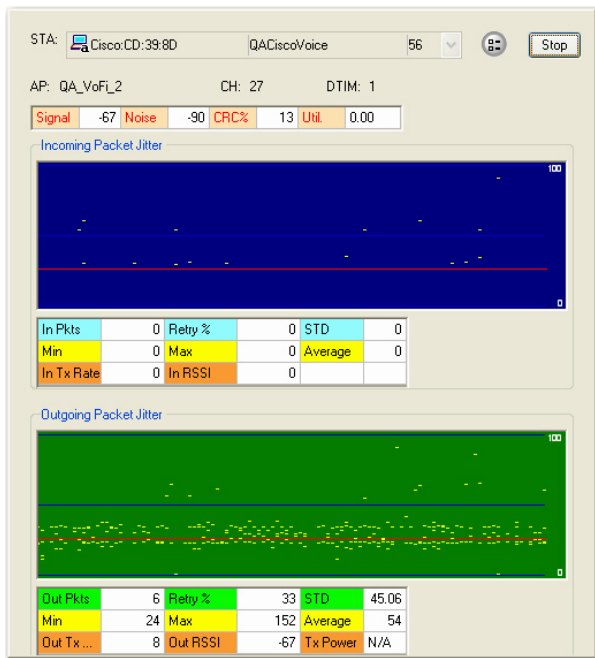 STA: Cisco:CD:39:8D QACiscoVoice 56 Stop
AP: QA_VoFi_2 CH: 27 DTIM: 1
Signal -67 Noise -90 CRC% 13 Util. 0.00
Incoming Packet Jitter
100
0
In Pkts 0 Retry % 0 STD 0
Min 0 Max 0 Average 0
In Tx Rate 0 In RSSI 0
Outgoing Packet Jitter
100
0
Out Pkts 6 Retry % 33 STD 45.06
Min 24 Max 152 Average 54
Out Tx ... 8 Out RSSI -67 Tx Power N/A